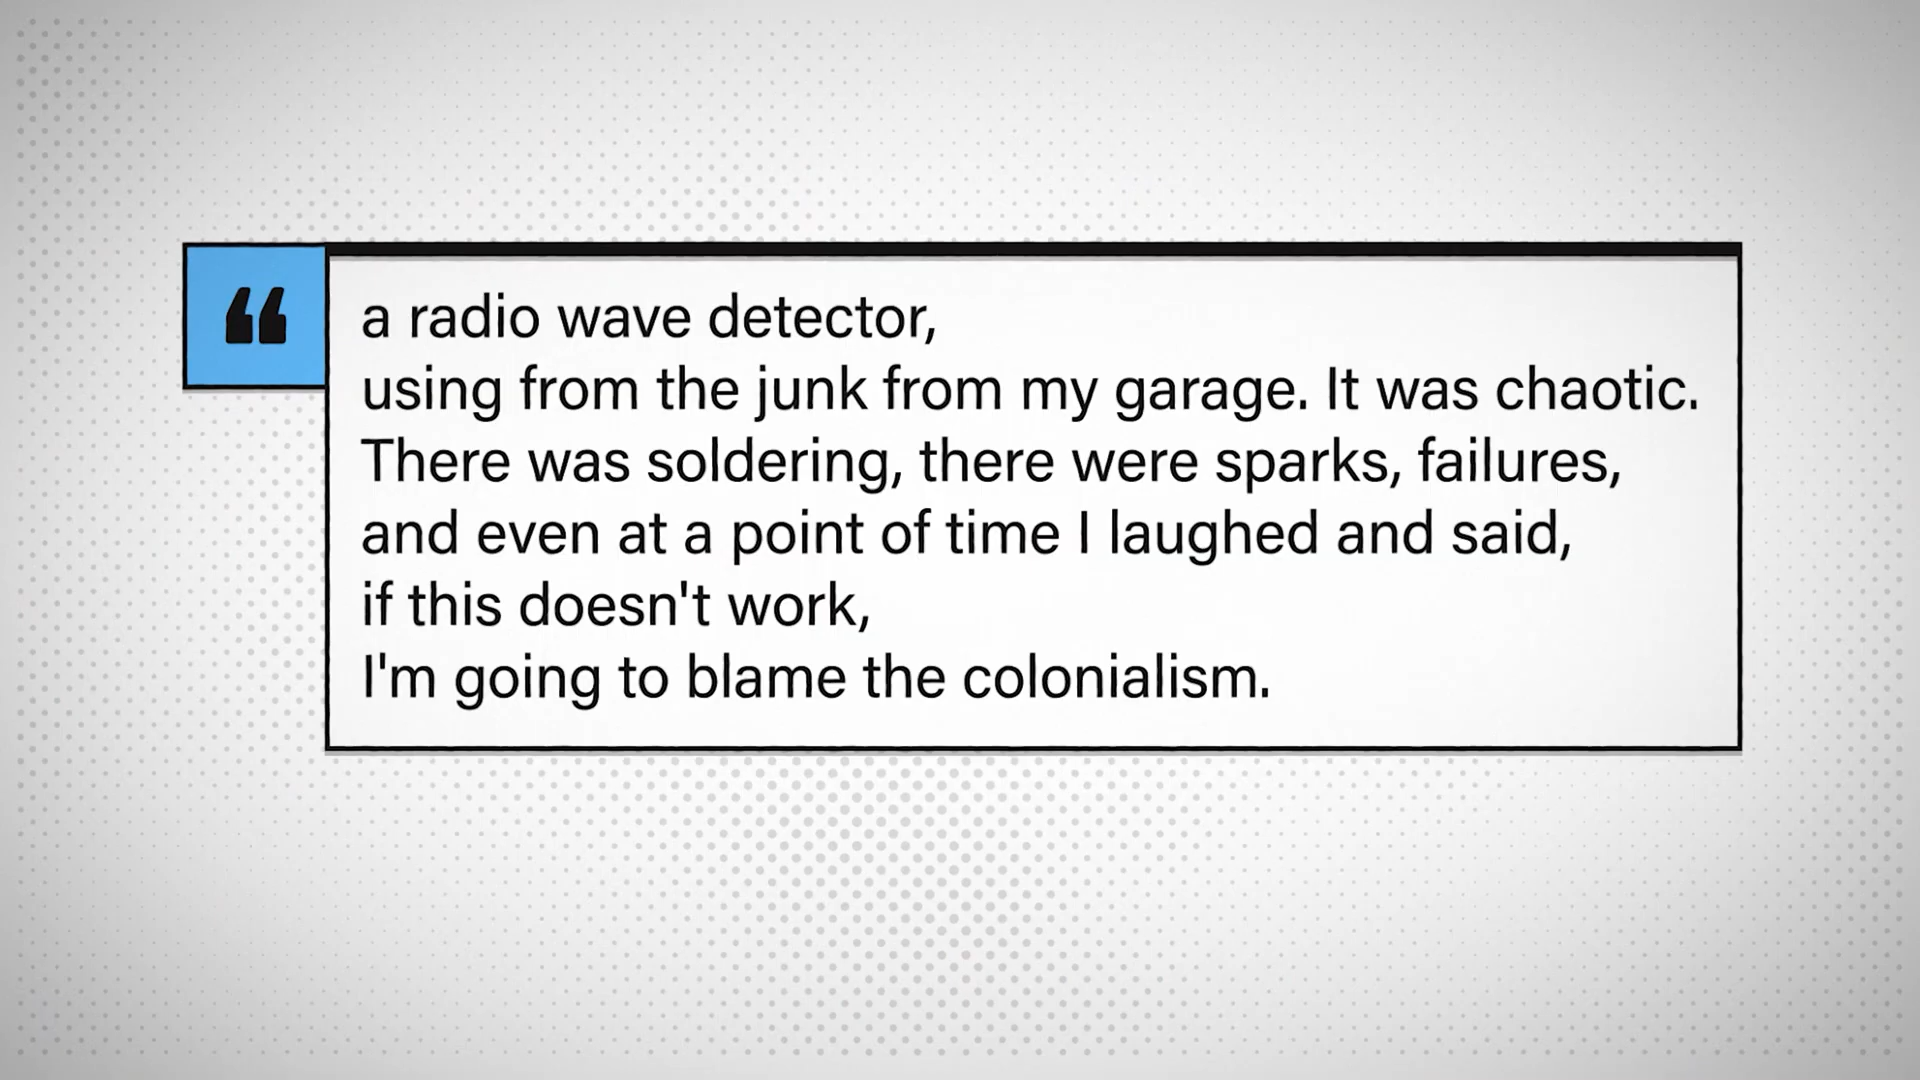 ❝ a radio wave detector,
using from the junk from my garage. It was chaotic.
There was soldering, there were sparks, failures,
and even at a point of time I laughed and said,
if this doesn't work,
I'm going to blame the colonialism.